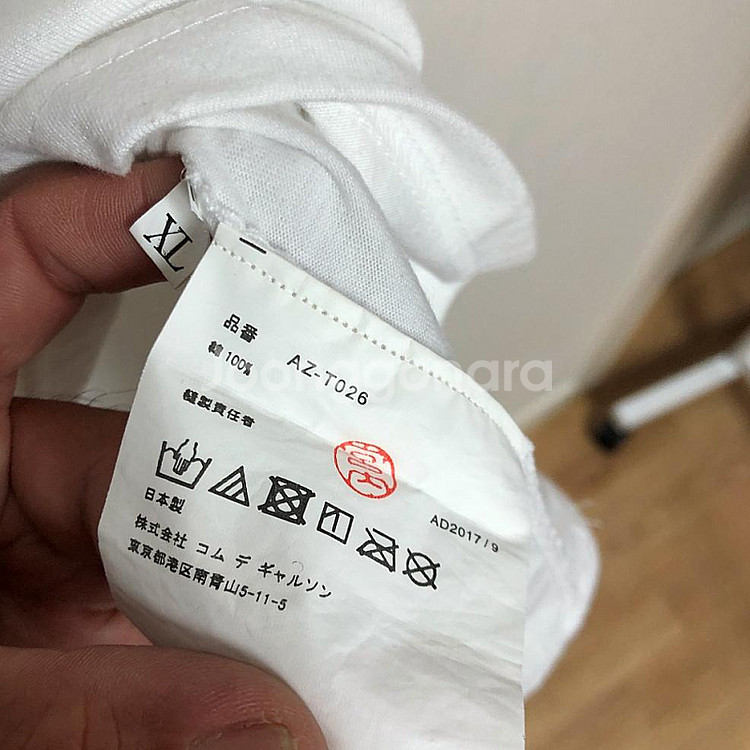 XL
品番 AZ-T026
綿 100%
縫製責任者
AD2017/9
日本製
株式会社 コム デ ギャルソン
東京都港区南青山5-11-5
Joonggonara